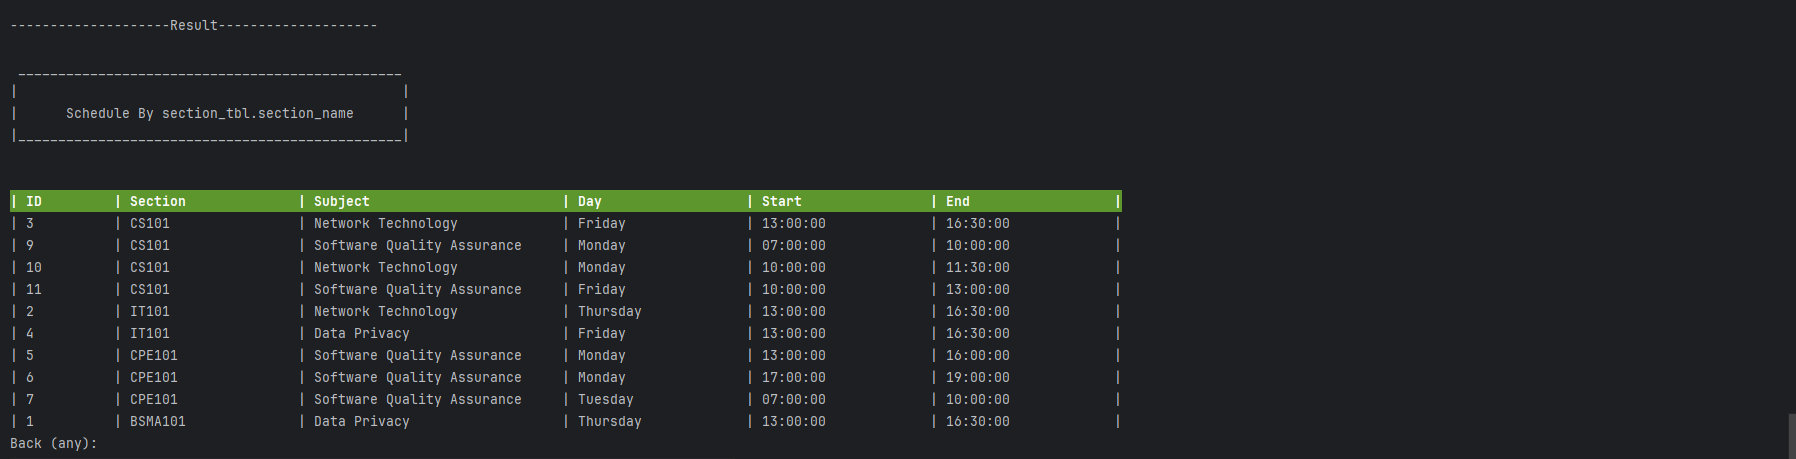 --------------------Result--------------------
 ________________________________________________
|                                                |
|      Schedule By section_tbl.section_name      |
|________________________________________________|
| ID         | Section              | Subject                        | Day                  | Start                | End                  |
| 3          | CS101                | Network Technology             | Friday               | 13:00:00             | 16:30:00             |
| 9          | CS101                | Software Quality Assurance     | Monday               | 07:00:00             | 10:00:00             |
| 10         | CS101                | Network Technology             | Monday               | 10:00:00             | 11:30:00             |
| 11         | CS101                | Software Quality Assurance     | Friday               | 10:00:00             | 13:00:00             |
| 2          | IT101                | Network Technology             | Thursday             | 13:00:00             | 16:30:00             |
| 4          | IT101                | Data Privacy                   | Friday               | 13:00:00             | 16:30:00             |
| 5          | CPE101               | Software Quality Assurance     | Monday               | 13:00:00             | 16:00:00             |
| 6          | CPE101               | Software Quality Assurance     | Monday               | 17:00:00             | 19:00:00             |
| 7          | CPE101               | Software Quality Assurance     | Tuesday              | 07:00:00             | 10:00:00             |
| 1          | BSMA101              | Data Privacy                   | Thursday             | 13:00:00             | 16:30:00             |
Back (any):